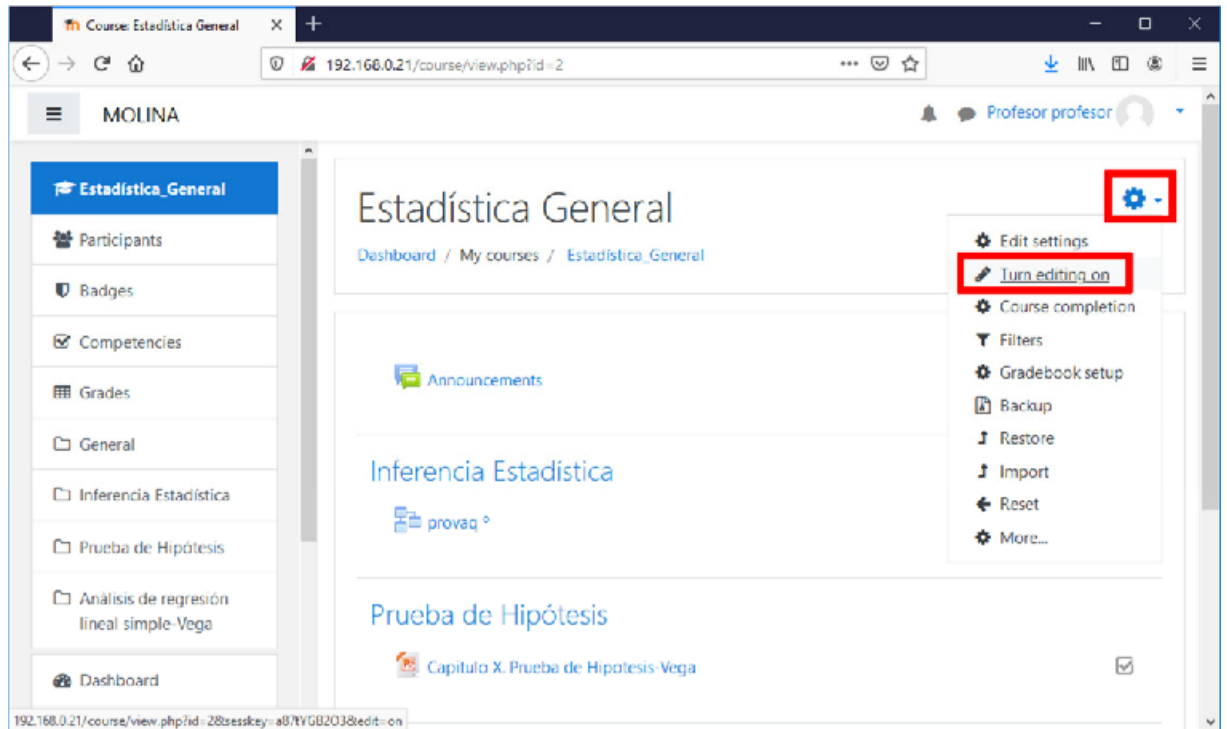 Course: Estadística General
192.168.0.21/course/view.php?id=2
MOLINA
Profesor profesor
Estadística_General
Participants
Badges
Competencies
Grades
General
Inferencia Estadística
Prueba de Hipótesis
Análisis de regresión
lineal simple-Vega
Dashboard
Estadística General
Dashboard / My courses / Estadística_General
Edit settings
Turn editing on
Course completion
Filters
Gradebook setup
Backup
Restore
Import
Reset
More...
Announcements
Inferencia Estadística
provaq °
Prueba de Hipótesis
Capitulo X. Prueba de Hipotesis-Vega
192.168.0.21/course/view.php?id=2&sesskey=a87tYGB2O3&edit=on